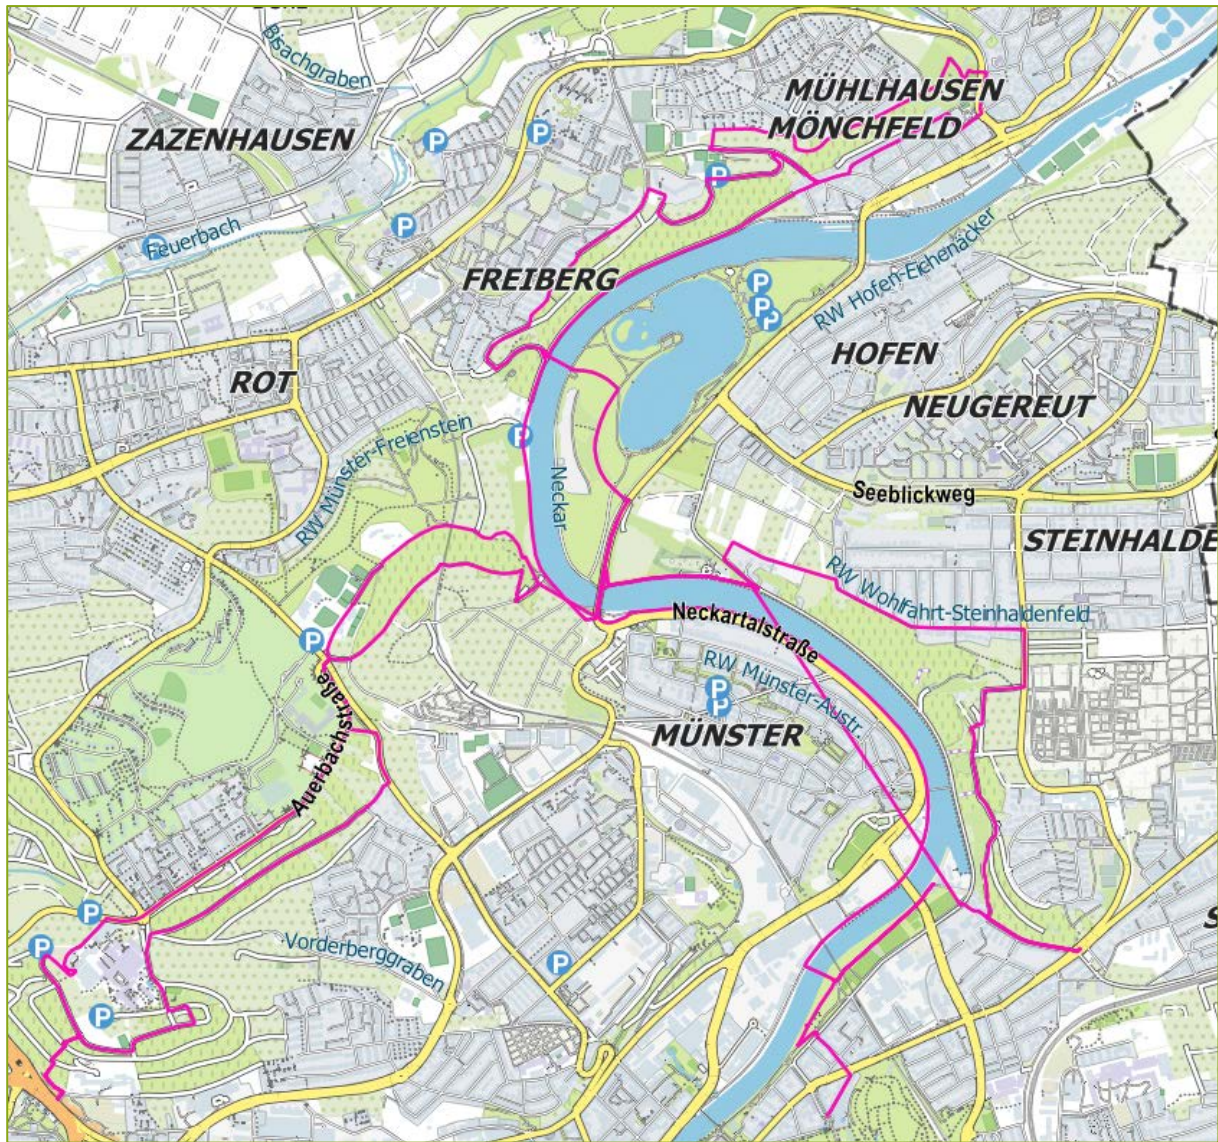 Bisachgraben
MÜHLHAUSEN
MÖNCHFELD
ZAZENHAUSEN
P
P
P
P
P
Feuerbach
RW Hofen-Eichenäcker
FREIBERG
P
P
P
HOFEN
ROT
NEUGEREUT
RW Münster-Freienstein
P
Neckar
Seeblickweg
STEINHALDE
RW Wohlfahrt-Steinhaldenfeld
Neckartalstraße
P
RW Münster-Austr.
P
P
MÜNSTER
Auerbachstraße
P
S
Vorderberggraben
P
P
P